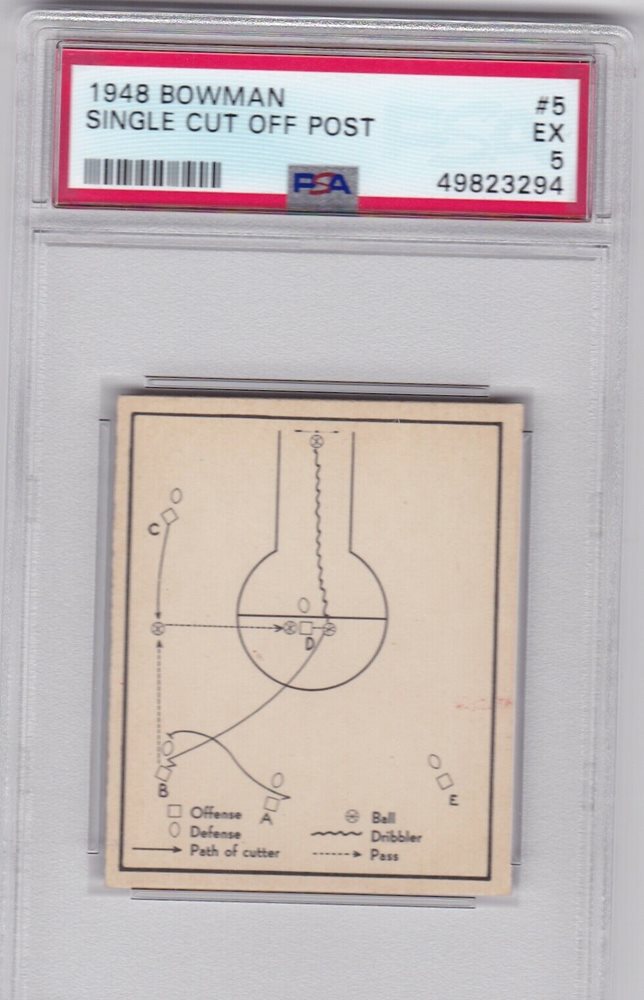 1948 BOWMAN
SINGLE CUT OFF POST
#5
EX
5
49823294
PSA
C
D
B
A
E
Offense
Defense
Path of cutter
Ball
Dribbler
Pass